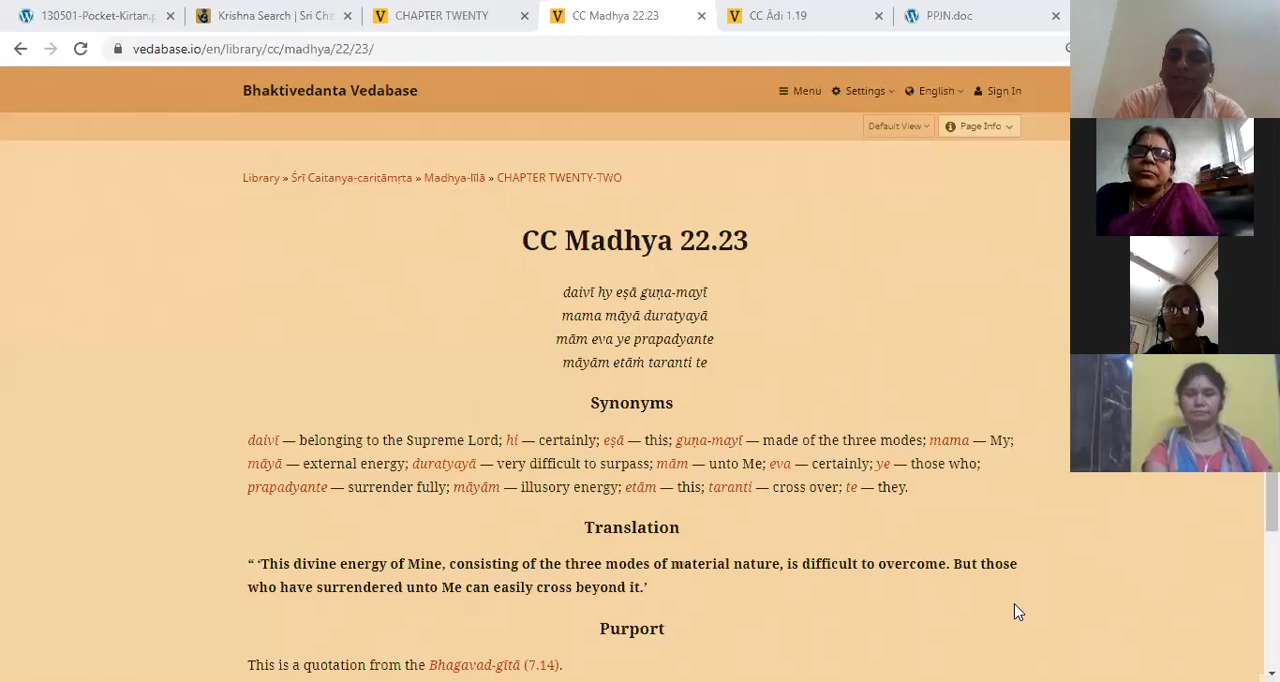 130501-Pocket-Kirtan.p
Krishna Search | Sri Cha
CHAPTER TWENTY
CC Madhya 22.23
CC Ādi 1.19
PPJN.doc
vedabase.io/en/library/cc/madhya/22/23/
Bhaktivedanta Vedabase
Menu Settings English Sign In
Default View Page Info
Library » Śrī Caitanya-caritāmṛta » Madhya-līlā » CHAPTER TWENTY-TWO
CC Madhya 22.23
daivī hy eṣā guṇa-mayī
mama māyā duratyayā
mām eva ye prapadyante
māyām etāṁ taranti te
Synonyms
daivī — belonging to the Supreme Lord; hi — certainly; eṣā — this; guṇa-mayī — made of the three modes; mama — My;
māyā — external energy; duratyayā — very difficult to surpass; mām — unto Me; eva — certainly; ye — those who;
prapadyante — surrender fully; māyām — illusory energy; etām — this; taranti — cross over; te — they.
Translation
“ ‘This divine energy of Mine, consisting of the three modes of material nature, is difficult to overcome. But those
who have surrendered unto Me can easily cross beyond it.’
Purport
This is a quotation from the Bhagavad-gītā (7.14).